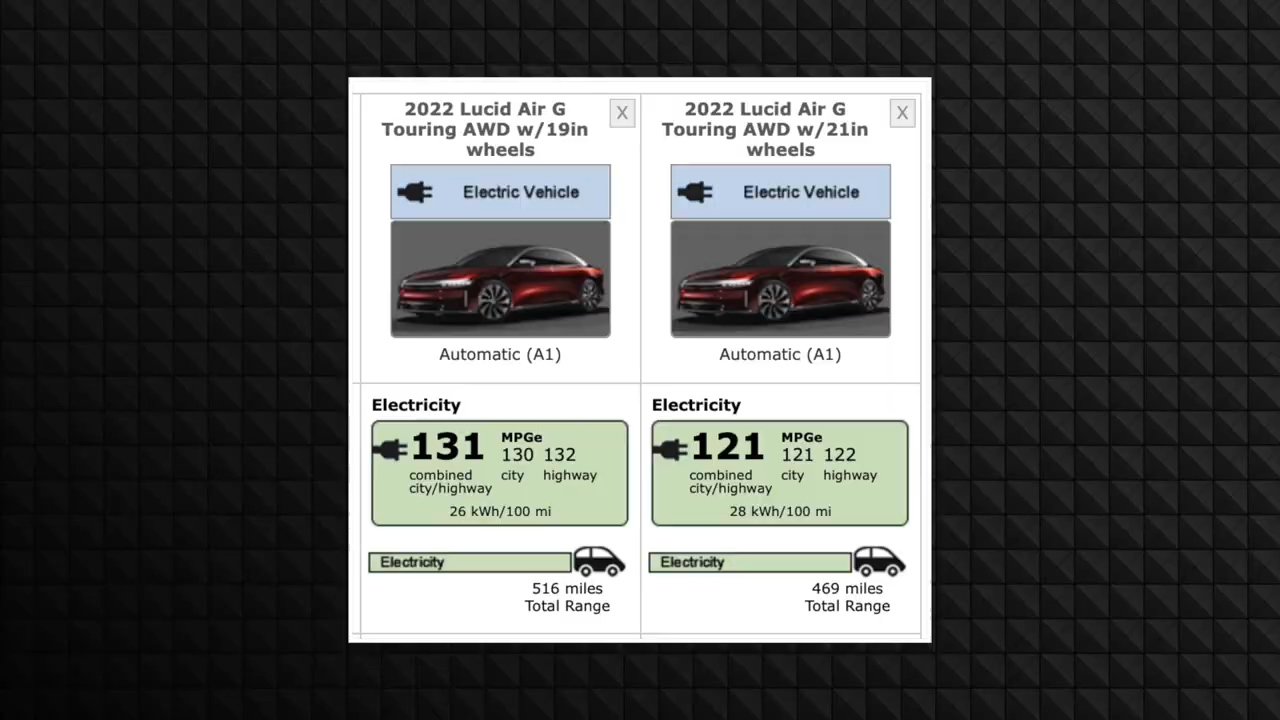 2022 Lucid Air G
Touring AWD w/19in
wheels
X
Electric Vehicle
Automatic (A1)
Electricity
131
MPGe
130 132
combined
city/highway
city
highway
26 kWh/100 mi
Electricity
516 miles
Total Range
2022 Lucid Air G
Touring AWD w/21in
wheels
X
Electric Vehicle
Automatic (A1)
Electricity
121
MPGe
121 122
combined
city/highway
city
highway
28 kWh/100 mi
Electricity
469 miles
Total Range